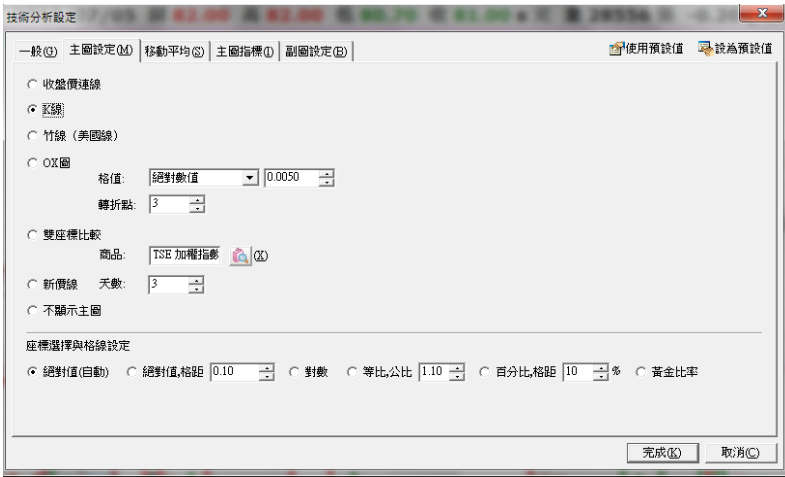 技術分析設定
一般(G) 主圖設定(M) 移動平均(S) 主圖指標(I) 副圖設定(B) 使用預設值 設為預設值
收盤價連線
K線
竹線（美國線）
OX圖
格值: 絕對數值 0.0050
轉折點: 3
雙座標比較
商品: TSE 加權指數 (X)
新價線 天數: 3
不顯示主圖
座標選擇與格線設定
絕對值(自動) 絕對值,格距 0.10 對數 等比,公比 1.10 百分比,格距 10 % 黃金比率
完成(K) 取消(C)